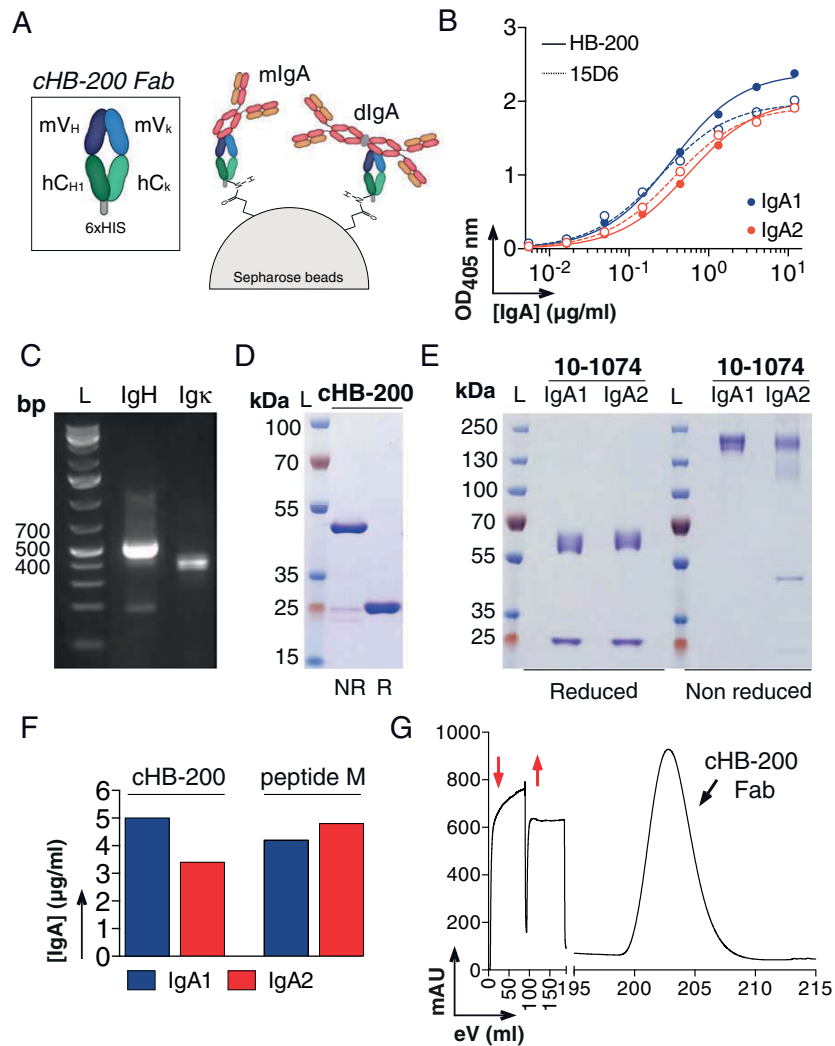 A
cHB-200 Fab
mVH
mVk
hCH1
hCk
6xHIS
mIgA
dIgA
H
N
O
H
N
O
Sepharose beads
B
HB-200
15D6
3
2
1
0
IgA1
IgA2
10-2 10-1 100 101
OD405 nm
[IgA] (µg/ml)
C
bp
L IgH Igκ
700
500
400
D
kDa L cHB-200
100
70
55
35
25
15
NR R
E
10-1074 10-1074
kDa L IgA1 IgA2 L IgA1 IgA2
250
130
100
70
55
35
25
Reduced Non reduced
F
cHB-200 peptide M
[IgA] (µg/ml)
6
5
4
3
2
1
0
IgA1 IgA2
G
1000
800
600
400
200
0
cHB-200
Fab
0 50 100 150 195 200 205 210 215
mAU
eV (ml)